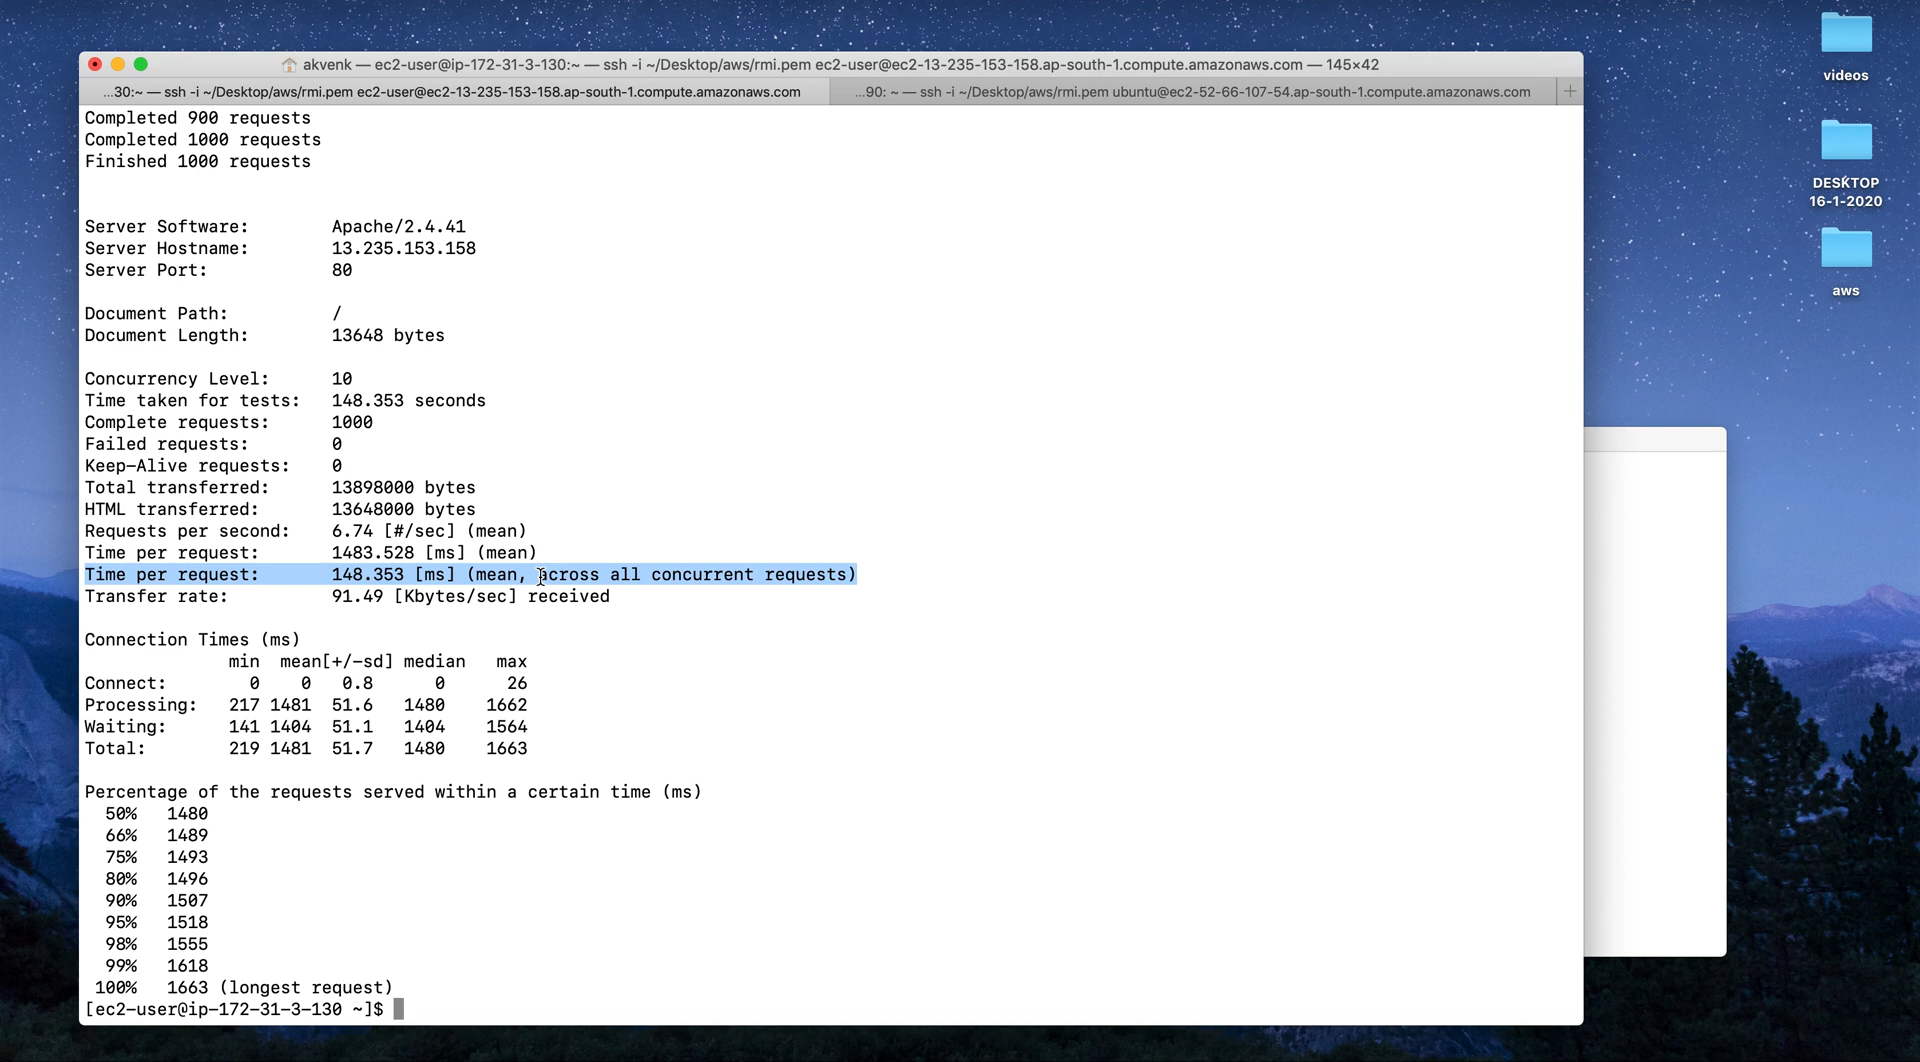 akvenk — ec2-user@ip-172-31-3-130:~ — ssh -i ~/Desktop/aws/rmi.pem ec2-user@ec2-13-235-153-158.ap-south-1.compute.amazonaws.com — 145×42
...30:~ — ssh -i ~/Desktop/aws/rmi.pem ec2-user@ec2-13-235-153-158.ap-south-1.compute.amazonaws.com
...90: ~ — ssh -i ~/Desktop/aws/rmi.pem ubuntu@ec2-52-66-107-54.ap-south-1.compute.amazonaws.com
Completed 900 requests
Completed 1000 requests
Finished 1000 requests
Server Software:        Apache/2.4.41
Server Hostname:        13.235.153.158
Server Port:            80
Document Path:          /
Document Length:        13648 bytes
Concurrency Level:      10
Time taken for tests:   148.353 seconds
Complete requests:      1000
Failed requests:        0
Keep-Alive requests:    0
Total transferred:      13898000 bytes
HTML transferred:       13648000 bytes
Requests per second:    6.74 [#/sec] (mean)
Time per request:       1483.528 [ms] (mean)
Time per request:       148.353 [ms] (mean, across all concurrent requests)
Transfer rate:          91.49 [Kbytes/sec] received
Connection Times (ms)
              min  mean[+/-sd] median   max
Connect:        0    0   0.8      0      26
Processing:   217 1481  51.6   1480    1662
Waiting:      141 1404  51.1   1404    1564
Total:        219 1481  51.7   1480    1663
Percentage of the requests served within a certain time (ms)
  50%   1480
  66%   1489
  75%   1493
  80%   1496
  90%   1507
  95%   1518
  98%   1555
  99%   1618
 100%   1663 (longest request)
[ec2-user@ip-172-31-3-130 ~]$
videos
DESKTOP
16-1-2020
aws